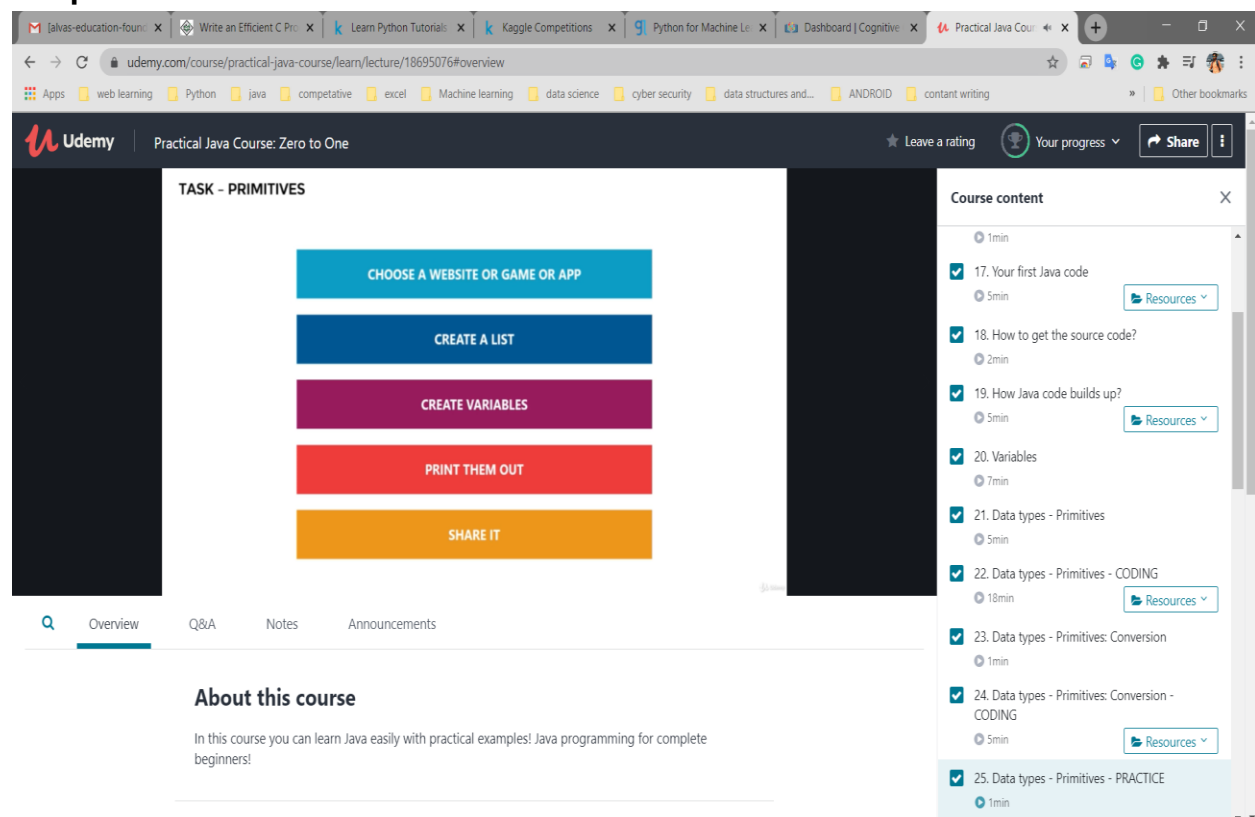 [alvas-education-found
Write an Efficient C Pro
Learn Python Tutorials
Kaggle Competitions
Python for Machine Le
Dashboard | Cognitive
Practical Java Cour
udemy.com/course/practical-java-course/learn/lecture/18695076#overview
Apps web learning Python java competative excel Machine learning data science cyber security data structures and... ANDROID contant writing » Other bookmarks
Udemy Practical Java Course: Zero to One Leave a rating Your progress Share
TASK - PRIMITIVES
CHOOSE A WEBSITE OR GAME OR APP
CREATE A LIST
CREATE VARIABLES
PRINT THEM OUT
SHARE IT
Overview Q&A Notes Announcements
About this course
In this course you can learn Java easily with practical examples! Java programming for complete
beginners!
Course content
1min
17. Your first Java code
5min
Resources
18. How to get the source code?
2min
19. How Java code builds up?
5min
Resources
20. Variables
7min
21. Data types - Primitives
5min
22. Data types - Primitives - CODING
18min
Resources
23. Data types - Primitives: Conversion
1min
24. Data types - Primitives: Conversion -
CODING
5min
Resources
25. Data types - Primitives - PRACTICE
1min